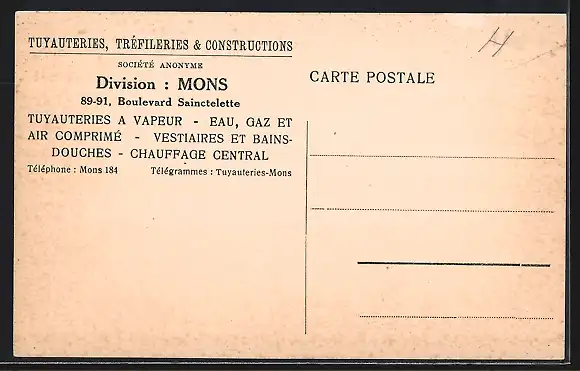 TUYAUTERIES, TRÉFILERIES & CONSTRUCTIONS
SOCIÉTÉ ANONYME
Division : MONS
89-91, Boulevard Sainctelette
TUYAUTERIES A VAPEUR - EAU, GAZ ET
AIR COMPRIMÉ - VESTIAIRES ET BAINS-
DOUCHES - CHAUFFAGE CENTRAL
Téléphone : Mons 184 Télégrammes : Tuyauteries-Mons
CARTE POSTALE
H